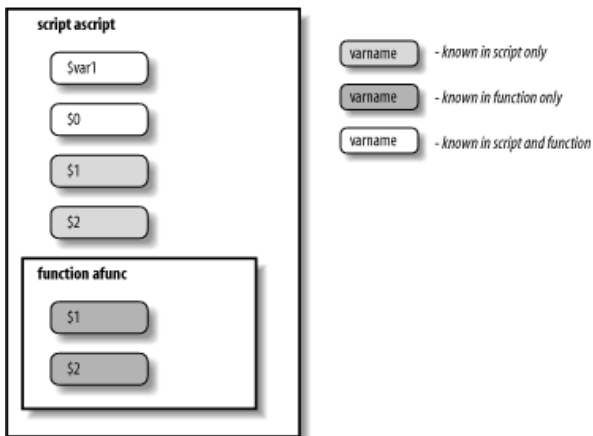 script ascript
$var1
$0
$1
$2
function afunc
$1
$2
varname - known in script only
varname - known in function only
varname - known in script and function